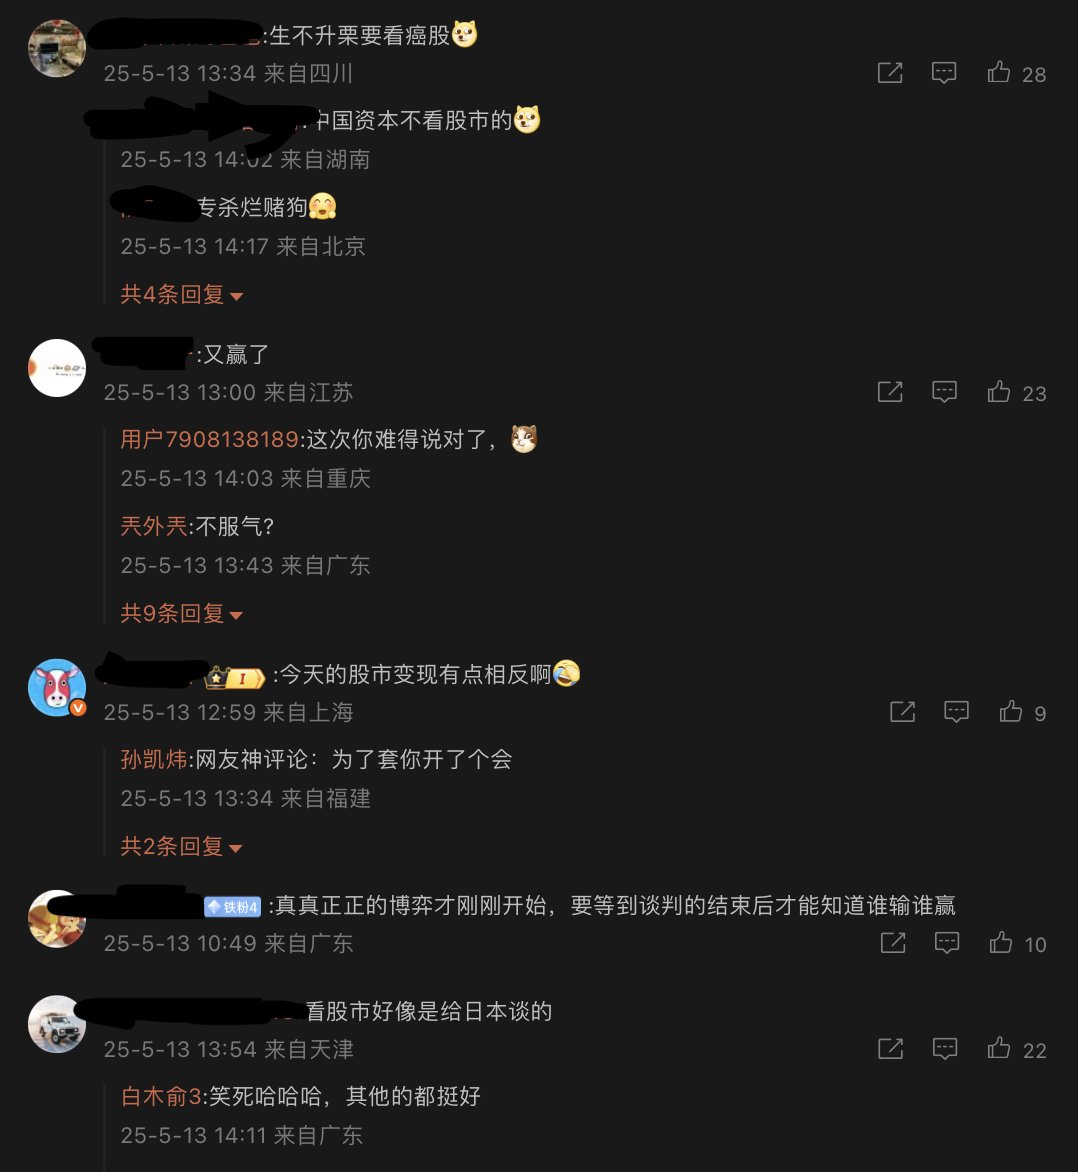 :生不升栗要看癌股
25-5-13 13:34 来自四川
28
中国资本不看股市的
25-5-13 14:02 来自湖南
专杀烂赌狗
25-5-13 14:17 来自北京
共4条回复
:又赢了
25-5-13 13:00 来自江苏
23
用户7908138189:这次你难得说对了，
25-5-13 14:03 来自重庆
兲外兲:不服气?
25-5-13 13:43 来自广东
共9条回复
I :今天的股市变现有点相反啊
25-5-13 12:59 来自上海
9
孙凯炜:网友神评论：为了套你开了个会
25-5-13 13:34 来自福建
共2条回复
铁粉4 :真真正正的博弈才刚刚开始，要等到谈判的结束后才能知道谁输谁赢
25-5-13 10:49 来自广东
10
看股市好像是给日本谈的
25-5-13 13:54 来自天津
22
白木俞3:笑死哈哈哈，其他的都挺好
25-5-13 14:11 来自广东